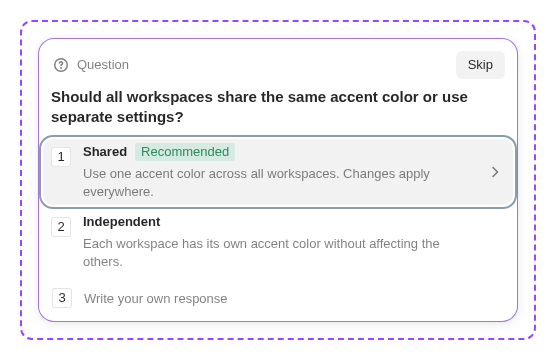 Question
Skip
Should all workspaces share the same accent color or use
separate settings?
1
Shared Recommended
Use one accent color across all workspaces. Changes apply
everywhere.
2
Independent
Each workspace has its own accent color without affecting the
others.
3
Write your own response